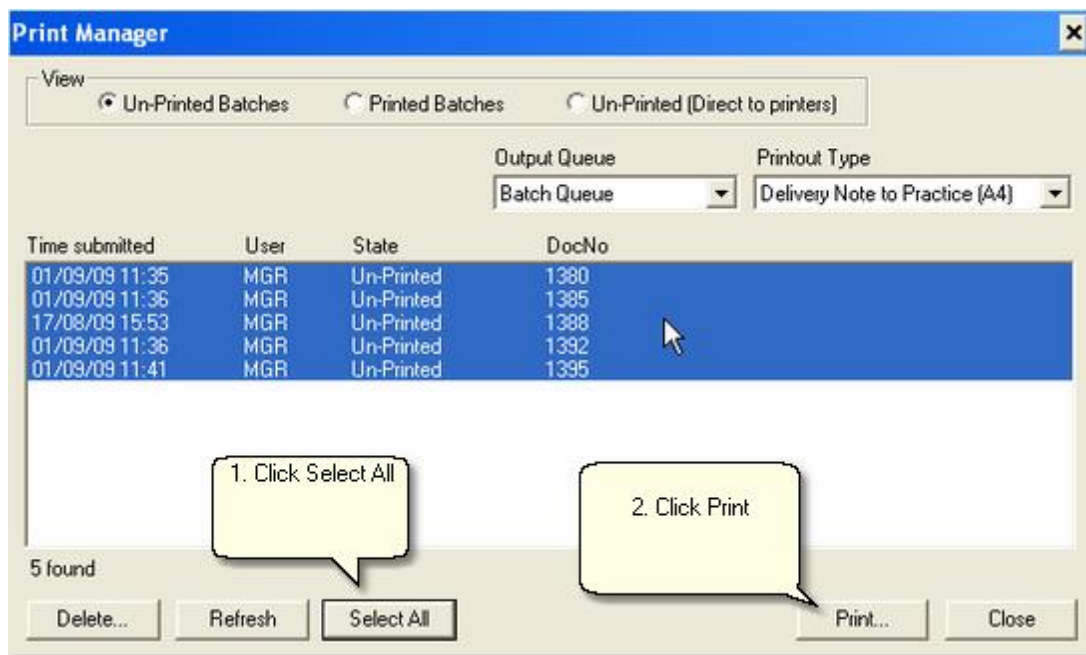 Print Manager
View
Un-Printed Batches Printed Batches Un-Printed (Direct to printers)
Output Queue Printout Type
Batch Queue Delivery Note to Practice (A4)
Time submitted User State DocNo
01/09/09 11:35 MGR Un-Printed 1380
01/09/09 11:36 MGR Un-Printed 1385
17/08/09 15:53 MGR Un-Printed 1388
01/09/09 11:36 MGR Un-Printed 1392
01/09/09 11:41 MGR Un-Printed 1395
1. Click Select All
2. Click Print
5 found
Delete... Refresh Select All Print... Close